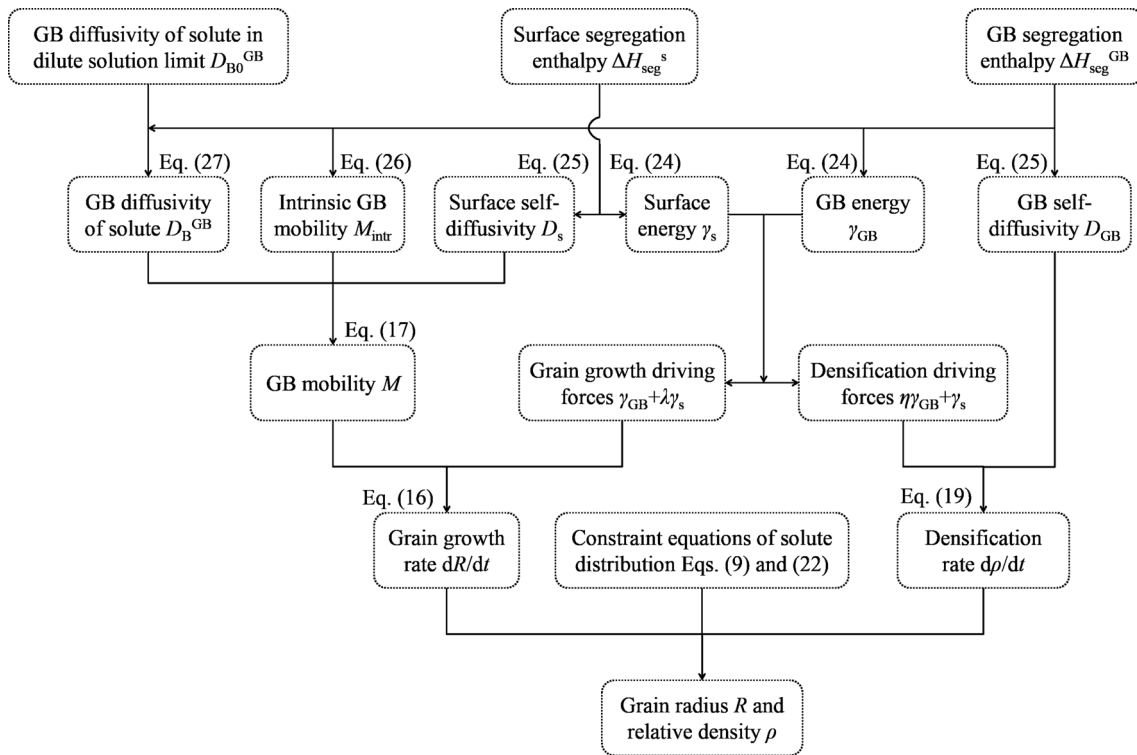 GB diffusivity of solute in
dilute solution limit D_B0^GB
Surface segregation
enthalpy ΔH_seg^s
GB segregation
enthalpy ΔH_seg^GB
Eq. (27)
Eq. (26)
Eq. (25)
Eq. (24)
Eq. (24)
Eq. (25)
GB diffusivity
of solute D_B^GB
Intrinsic GB
mobility M_intr
Surface self-
diffusivity D_s
Surface
energy γ_s
GB energy
γ_GB
GB self-
diffusivity D_GB
Eq. (17)
GB mobility M
Grain growth driving
forces γ_GB+λγ_s
Densification driving
forces ηγ_GB+γ_s
Eq. (16)
Eq. (19)
Grain growth
rate dR/dt
Constraint equations of solute
distribution Eqs. (9) and (22)
Densification
rate dρ/dt
Grain radius R and
relative density ρ